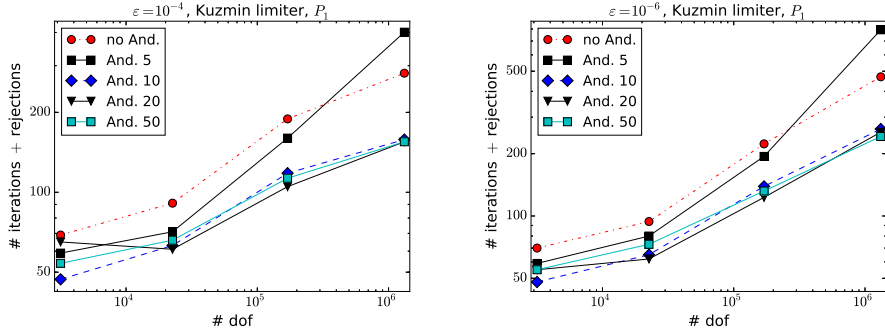 ε=10⁻⁴, Kuzmin limiter, P₁
no And.
And. 5
And. 10
And. 20
And. 50
200
100
50
# iterations + rejections
10⁴
10⁵
10⁶
# dof
ε=10⁻⁶, Kuzmin limiter, P₁
no And.
And. 5
And. 10
And. 20
And. 50
500
200
100
50
# iterations + rejections
10⁴
10⁵
10⁶
# dof